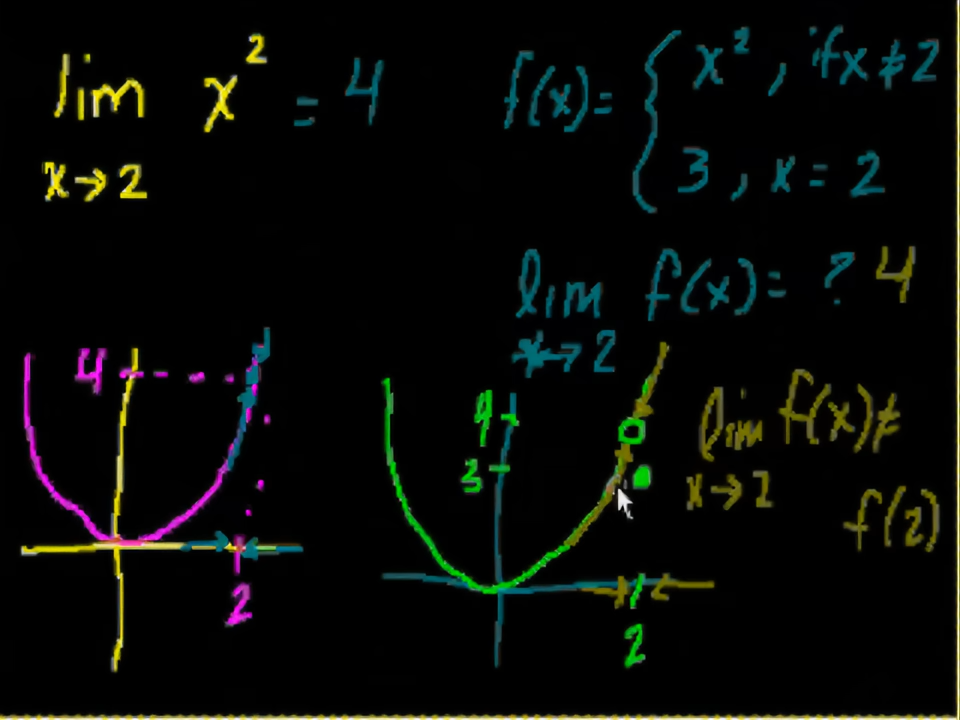 lim x² = 4
x→2
f(x) = { x², if x ≠ 2
3, x = 2
lim f(x) = ? 4
x→2
4
2
4
3
2
lim f(x) ≠
x→2
f(2)